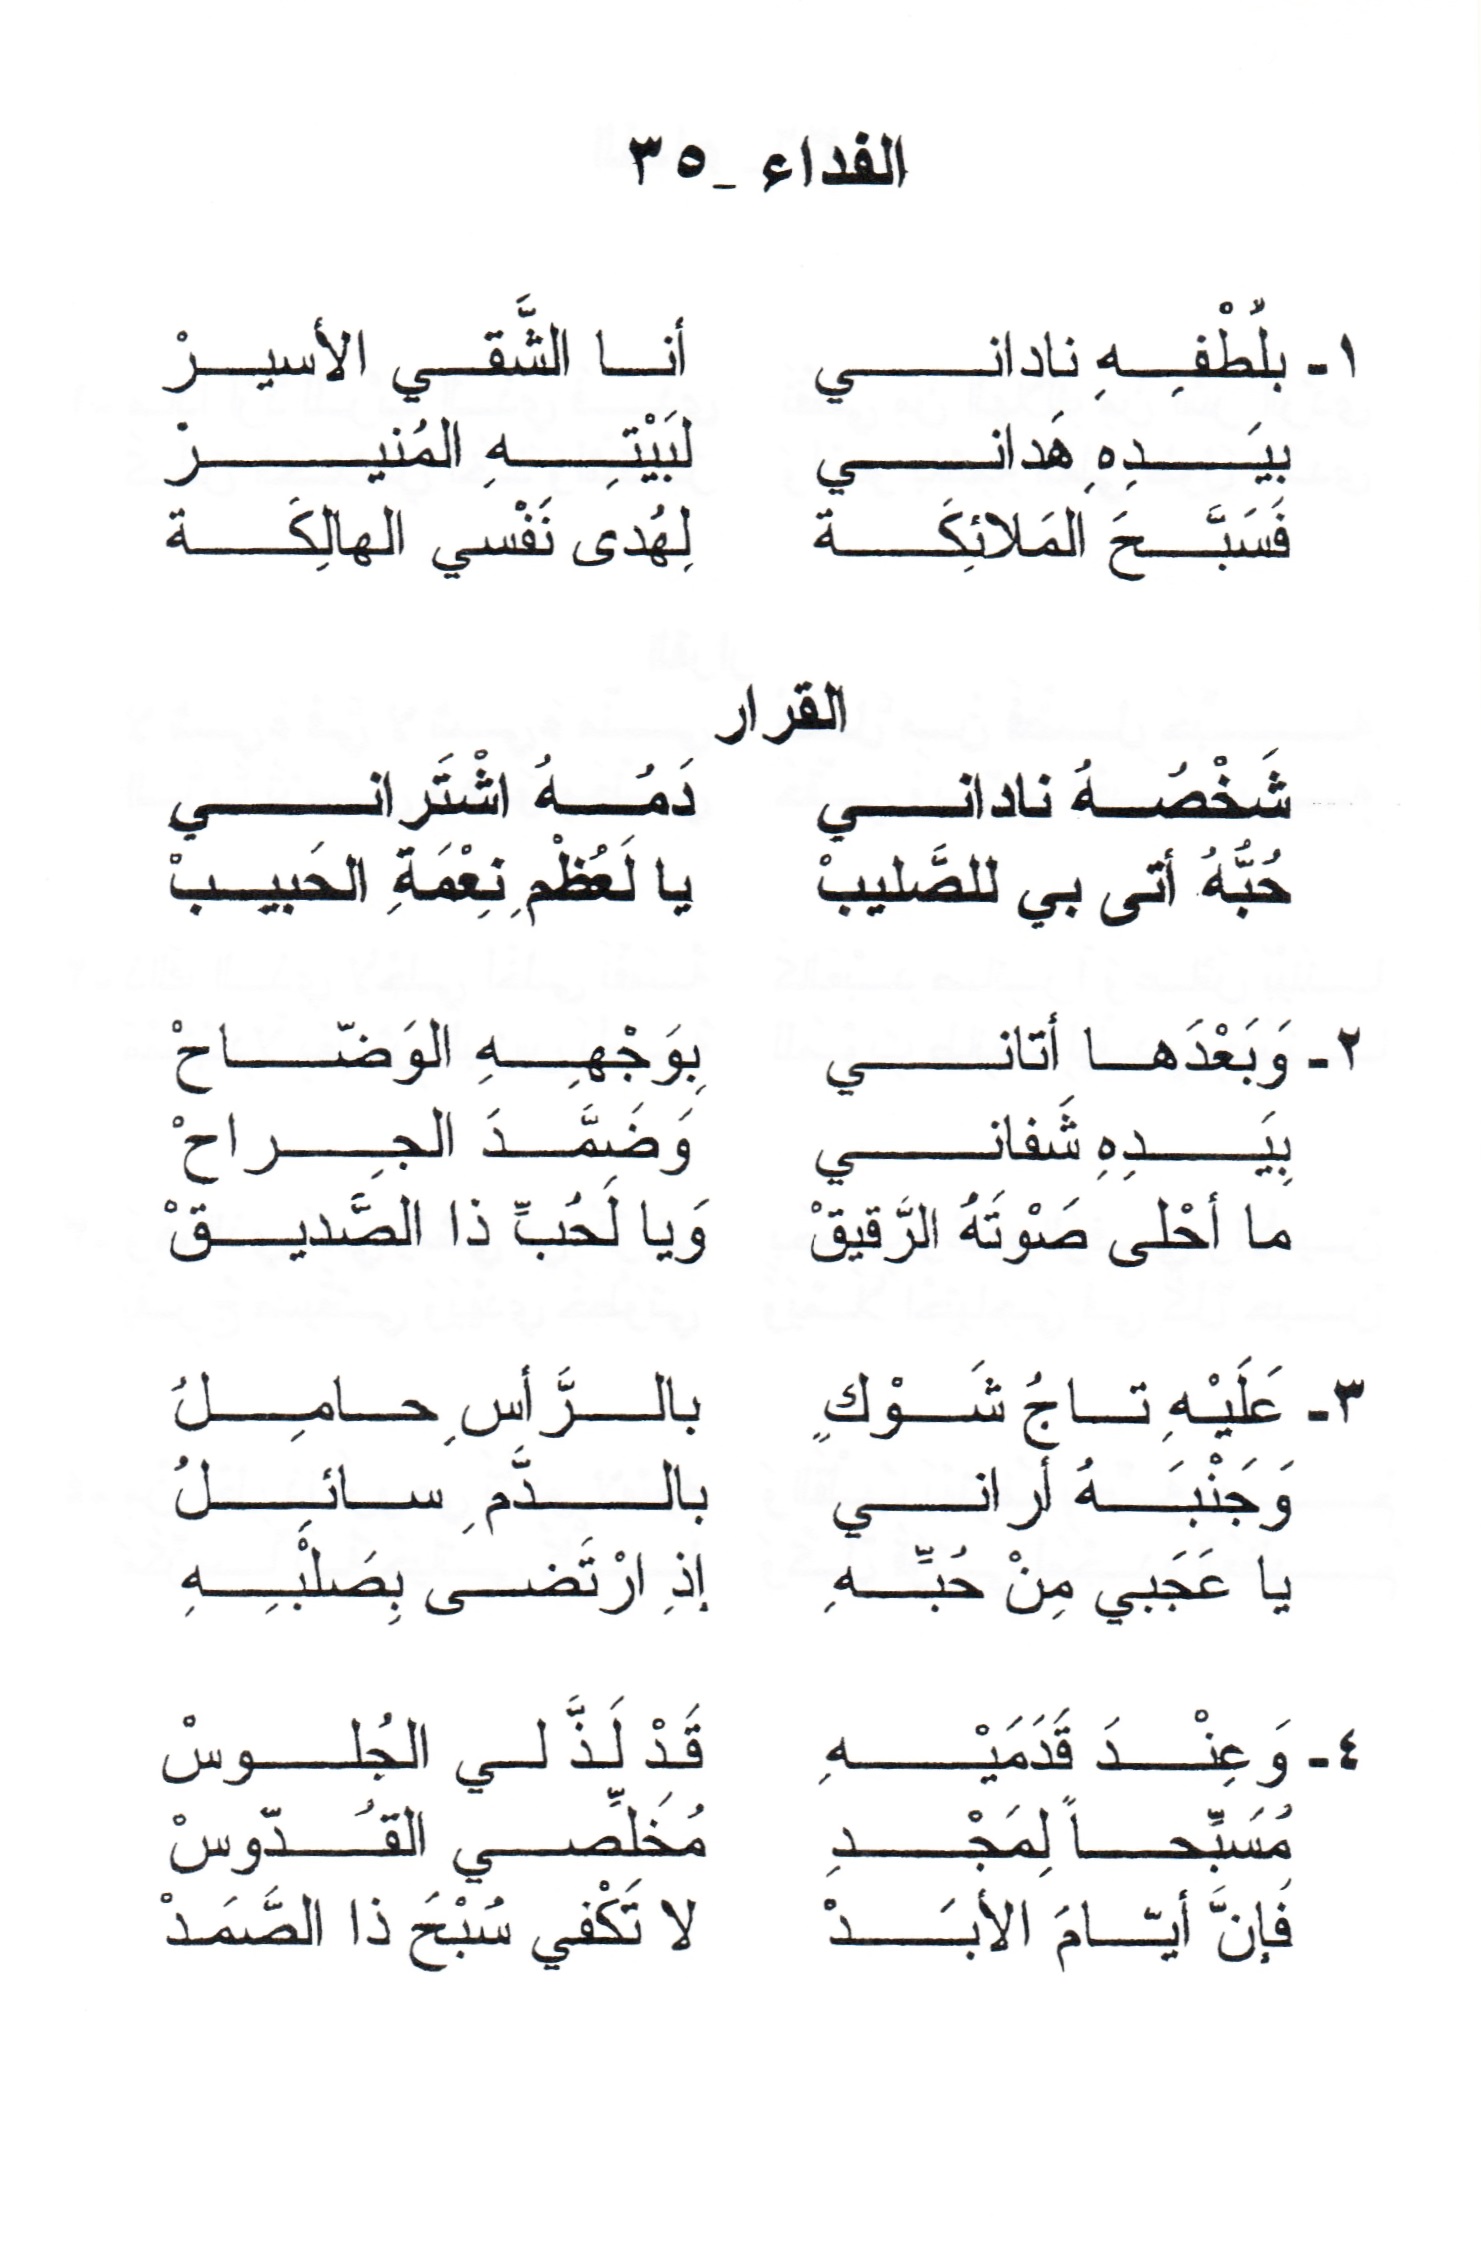 الفداء - ٣٥
١- بلُطْفِهِ ناداني أنا الشَّقي الأسيرْ
بيَدِهِ هَداني لبَيْتِهِ المُنيرْ
فَسَبَّحَ المَلائِكَة لِهُدى نَفْسي الهالِكَة
القرار
شَخْصُهُ ناداني دَمُهُ اشْتَراني
حُبُّهُ أتى بي للصَّليبْ يا لَعُظْمِ نِعْمَةِ الحَبيبْ
٢- وَبَعْدَها أتاني بِوَجْهِهِ الوَضّاحْ
بِيَدِهِ شَفاني وَضَمَّدَ الجِراحْ
ما أحْلى صَوْتَهُ الرَّقيقْ وَيا لَحُبِّ ذا الصَّديقْ
٣- عَلَيْهِ تاجُ شَوْكٍ بالرَّأسِ حامِلُ
وَجَنْبَهُ أراني بالدَّمِ سائِلُ
يا عَجَبي مِنْ حُبِّهِ إذِ ارْتَضى بِصَلْبِهِ
٤- وَعِنْدَ قَدَمَيْهِ قَدْ لَذَّ لي الجُلوسْ
مُسَبِّحاً لِمَجْدِ مُخَلِّصي القُدّوسْ
فَإنَّ أيّامَ الأبَدْ لا تَكْفي سُبْحَ ذا الصَّمَدْ